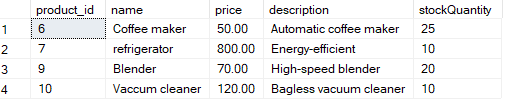 product_id name price description stockQuantity
1 6 Coffee maker 50.00 Automatic coffee maker 25
2 7 refrigerator 800.00 Energy-efficient 10
3 9 Blender 70.00 High-speed blender 20
4 10 Vaccum cleaner 120.00 Bagless vacuum cleaner 10